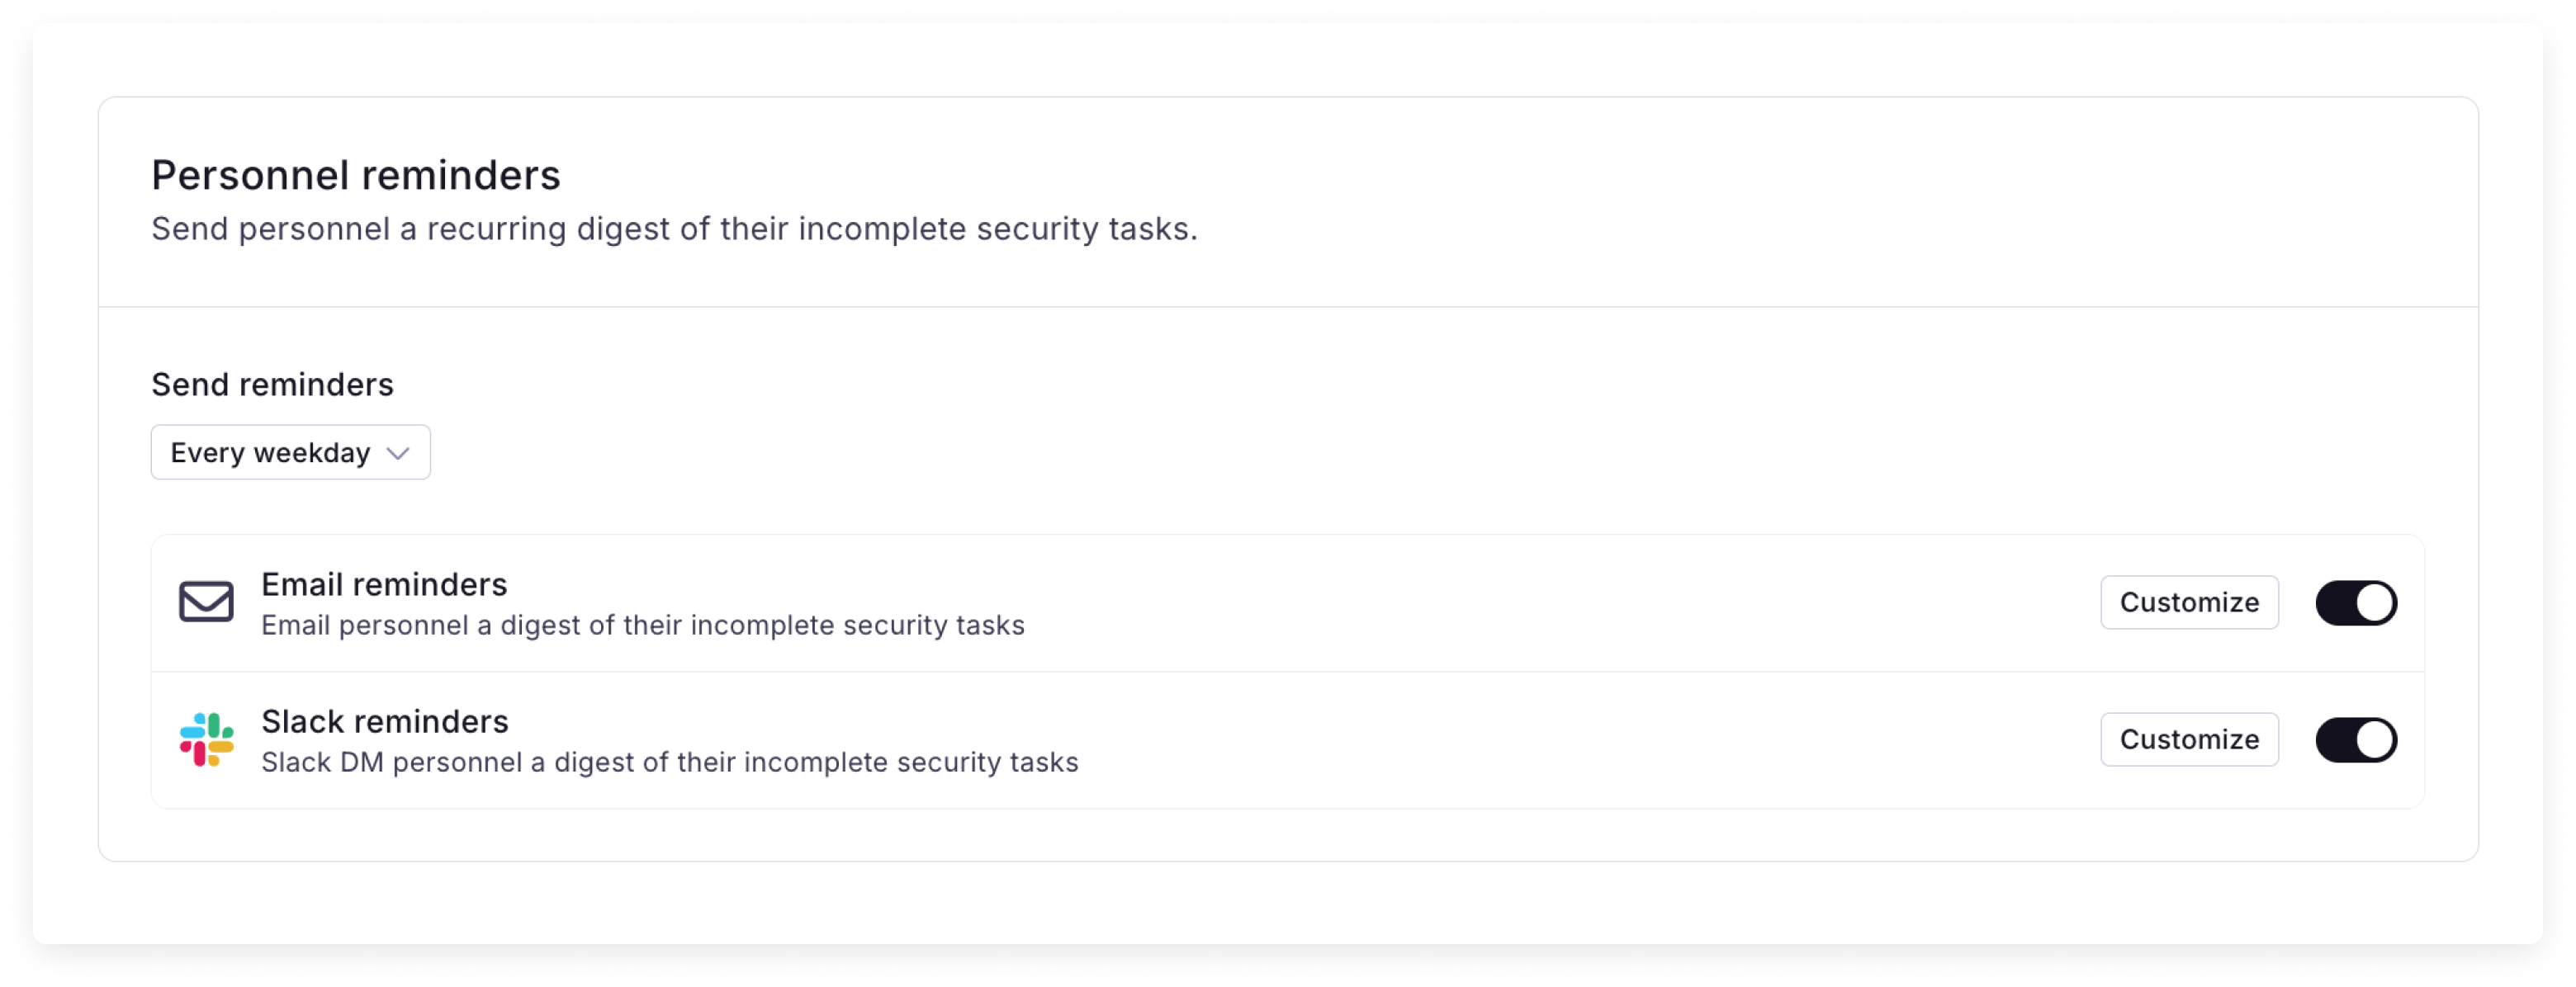 Personnel reminders
Send personnel a recurring digest of their incomplete security tasks.
Send reminders
Every weekday
Email reminders
Email personnel a digest of their incomplete security tasks
Customize
Slack reminders
Slack DM personnel a digest of their incomplete security tasks
Customize